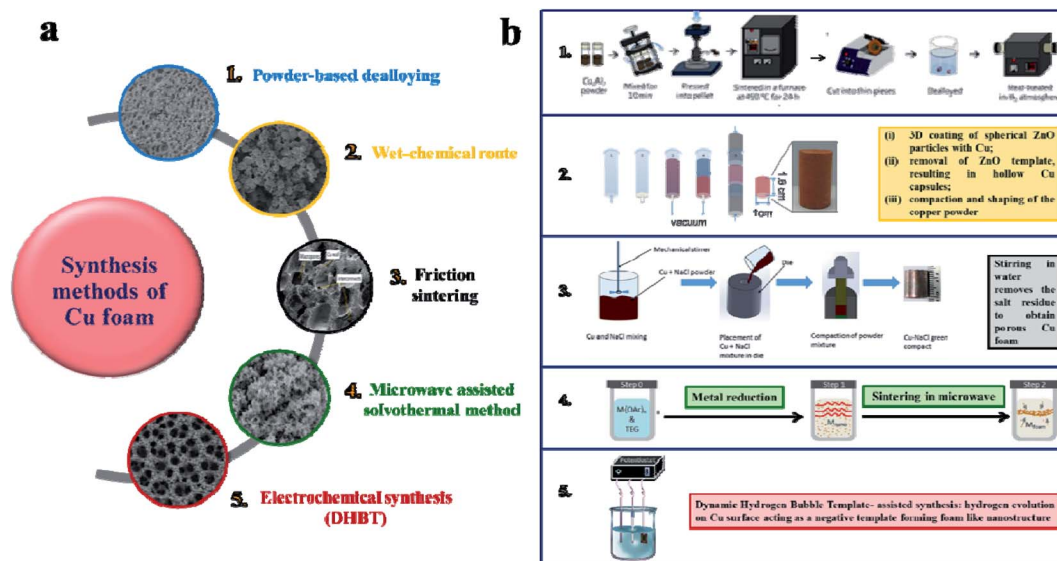 a
1. Powder-based dealloying
2. Wet-chemical route
3. Friction
sintering
4. Microwave assisted
solvothermal method
5. Electrochemical synthesis
(DHBT)
Synthesis
methods of
Cu foam
b
1.
powder
Mixed for
10 min
Pressed
into pellet
Sintered in a furnace
at 450 °C for 24 h
Cut into thin pieces
Dealloyed
Heat-treated
in H₂ atmosphere
2.
vacuum
1.8 cm
1cm
(i) 3D coating of spherical ZnO
particles with Cu;
(ii) removal of ZnO template,
resulting in hollow Cu
capsules;
(iii) compaction and shaping of the
copper powder
3.
Mechanical stirrer
Cu + NaCl powder
Die
Cu and NaCl mixing
Placement of
Cu + NaCl
mixture in die
Compaction of powder
mixture
Cu-NaCl green
compact
Stirring in
water
removes the
salt residue
to obtain
porous Cu
foam
4.
Step 0
M(OAc)ₓ
&
TEG
Metal reduction
Step 1
Sintering in microwave
Step 2
M foam
5.
Dynamic Hydrogen Bubble Template- assisted synthesis: hydrogen evolution
on Cu surface acting as a negative template forming foam like nanostructure